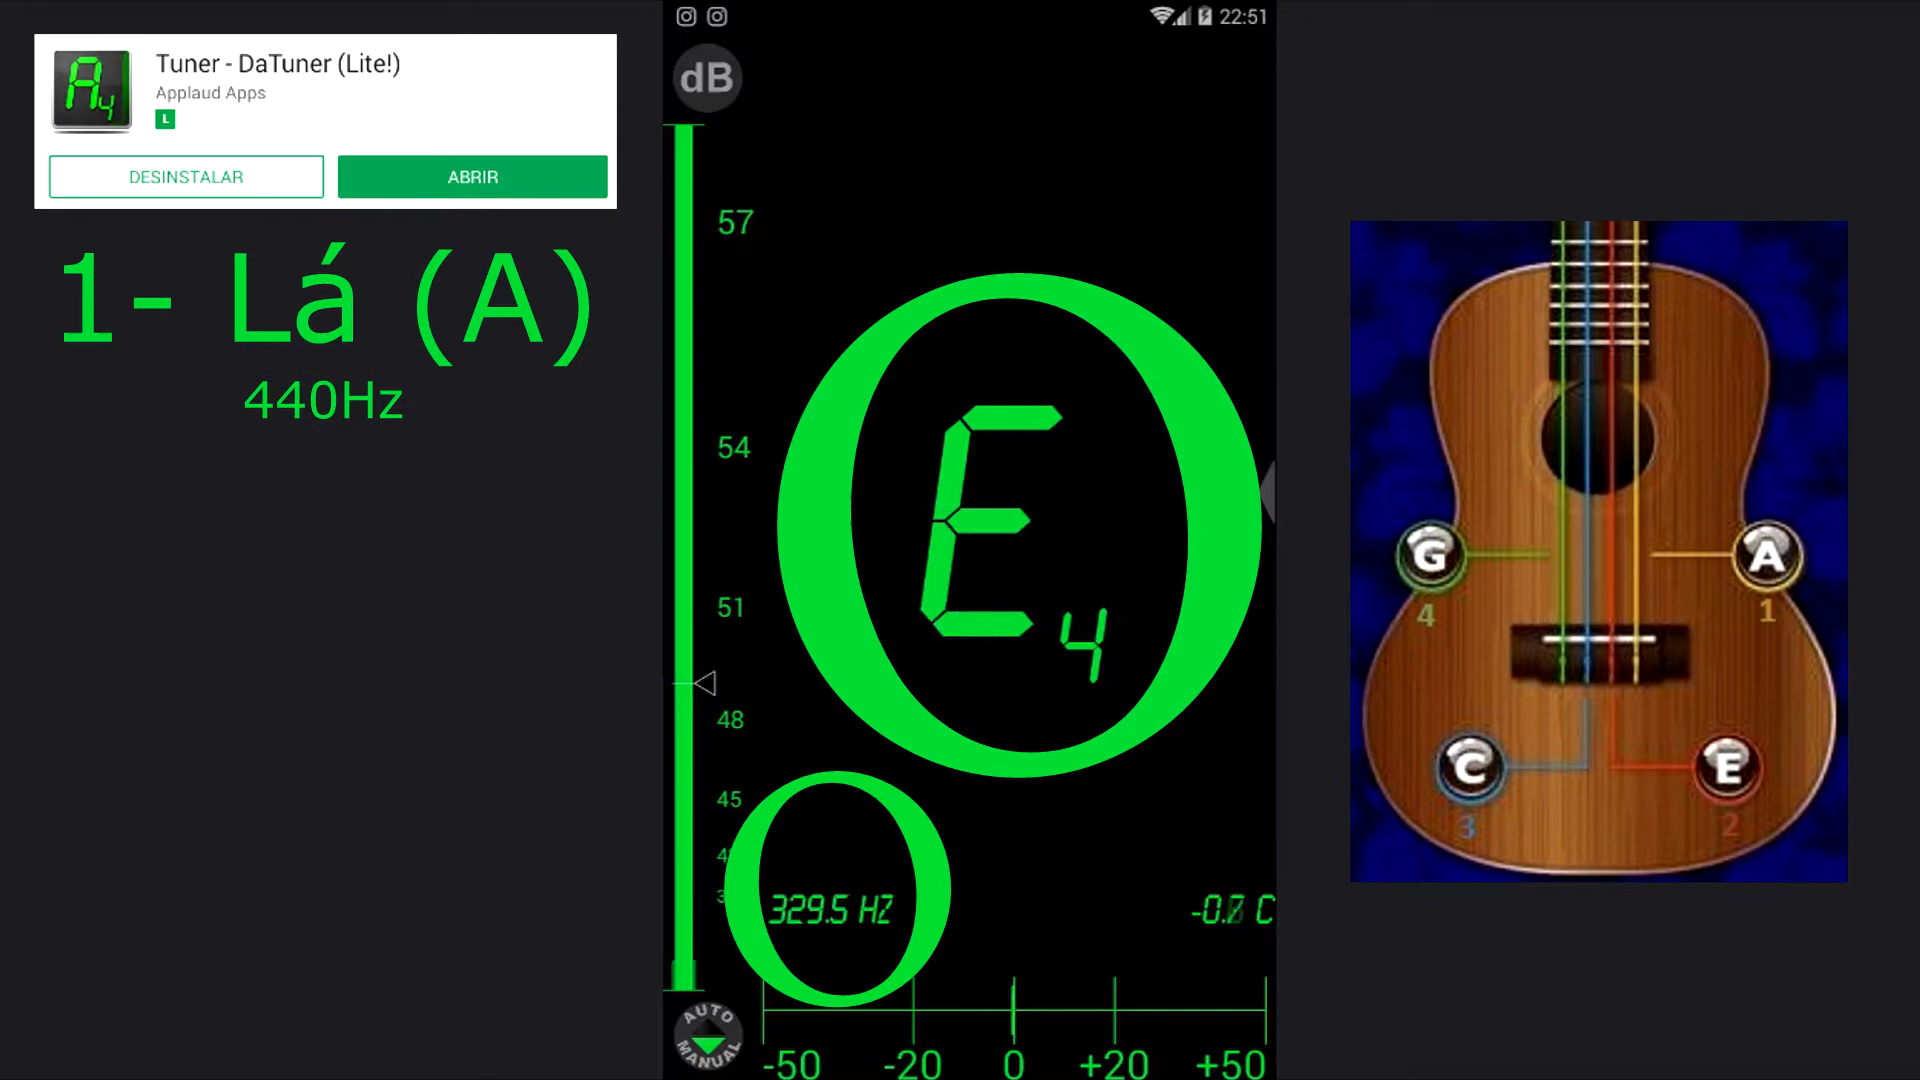 Tuner - DaTuner (Lite!)
Applaud Apps
L
DESINSTALAR
ABRIR
1- Lá (A)
440Hz
22:51
dB
57
54
51
48
45
E4
329.5 HZ
AUTO
MANUAL
-50
-20
0
+20
+50
G
4
A
1
C
3
E
2